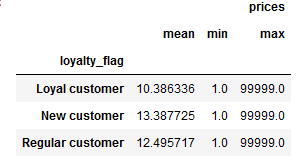 prices
mean min max
loyalty_flag
Loyal customer 10.386336 1.0 99999.0
New customer 13.387725 1.0 99999.0
Regular customer 12.495717 1.0 99999.0